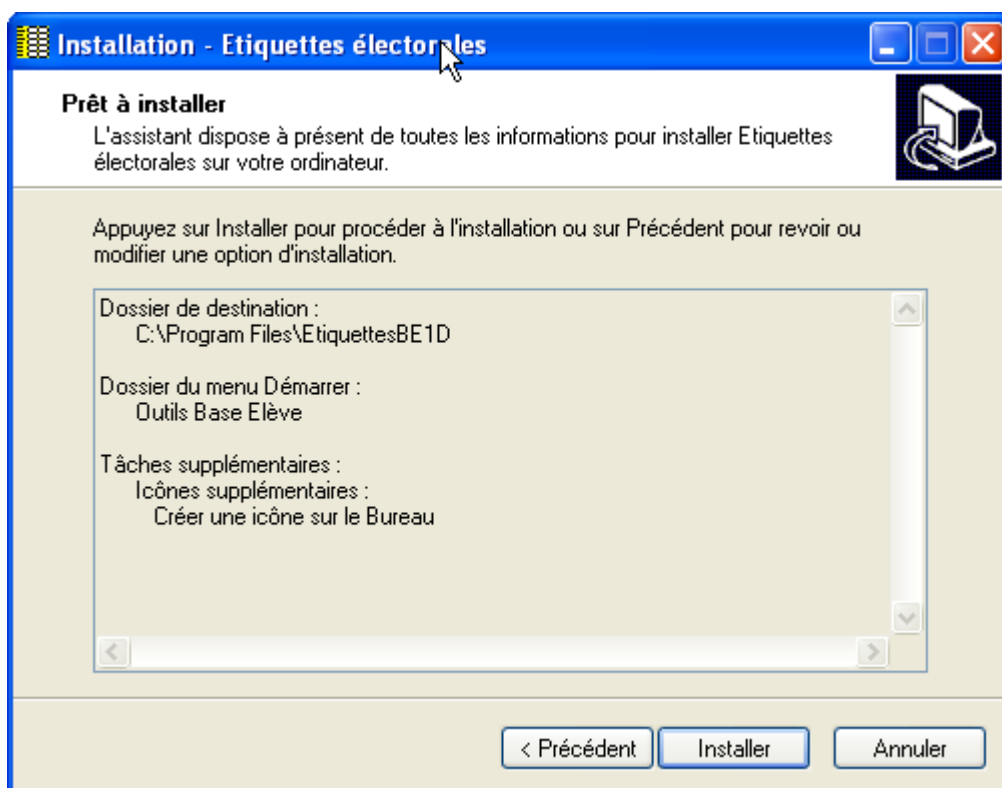 Installation - Etiquettes électorales
Prêt à installer
L'assistant dispose à présent de toutes les informations pour installer Etiquettes
électorales sur votre ordinateur.
Appuyez sur Installer pour procéder à l'installation ou sur Précédent pour revoir ou
modifier une option d'installation.
Dossier de destination :
C:\Program Files\EtiquettesBE1D
Dossier du menu Démarrer :
Outils Base Elève
Tâches supplémentaires :
Icônes supplémentaires :
Créer une icône sur le Bureau
< Précédent
Installer
Annuler